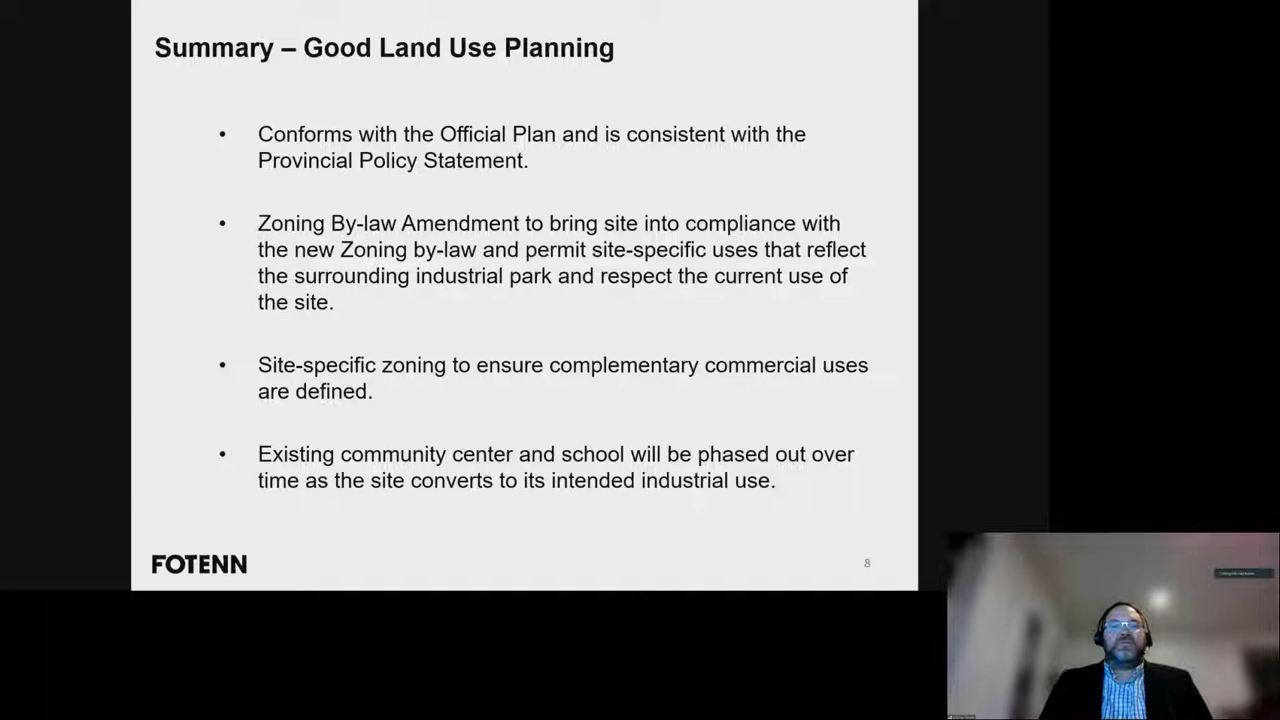 Summary – Good Land Use Planning
• Conforms with the Official Plan and is consistent with the
Provincial Policy Statement.
• Zoning By-law Amendment to bring site into compliance with
the new Zoning by-law and permit site-specific uses that reflect
the surrounding industrial park and respect the current use of
the site.
• Site-specific zoning to ensure complementary commercial uses
are defined.
• Existing community center and school will be phased out over
time as the site converts to its intended industrial use.
FOTENN
8